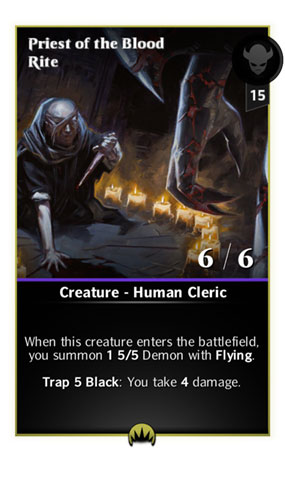 Priest of the Blood
Rite
15
6 / 6
Creature - Human Cleric
When this creature enters the battlefield,
you summon 1 5/5 Demon with Flying.
Trap 5 Black: You take 4 damage.